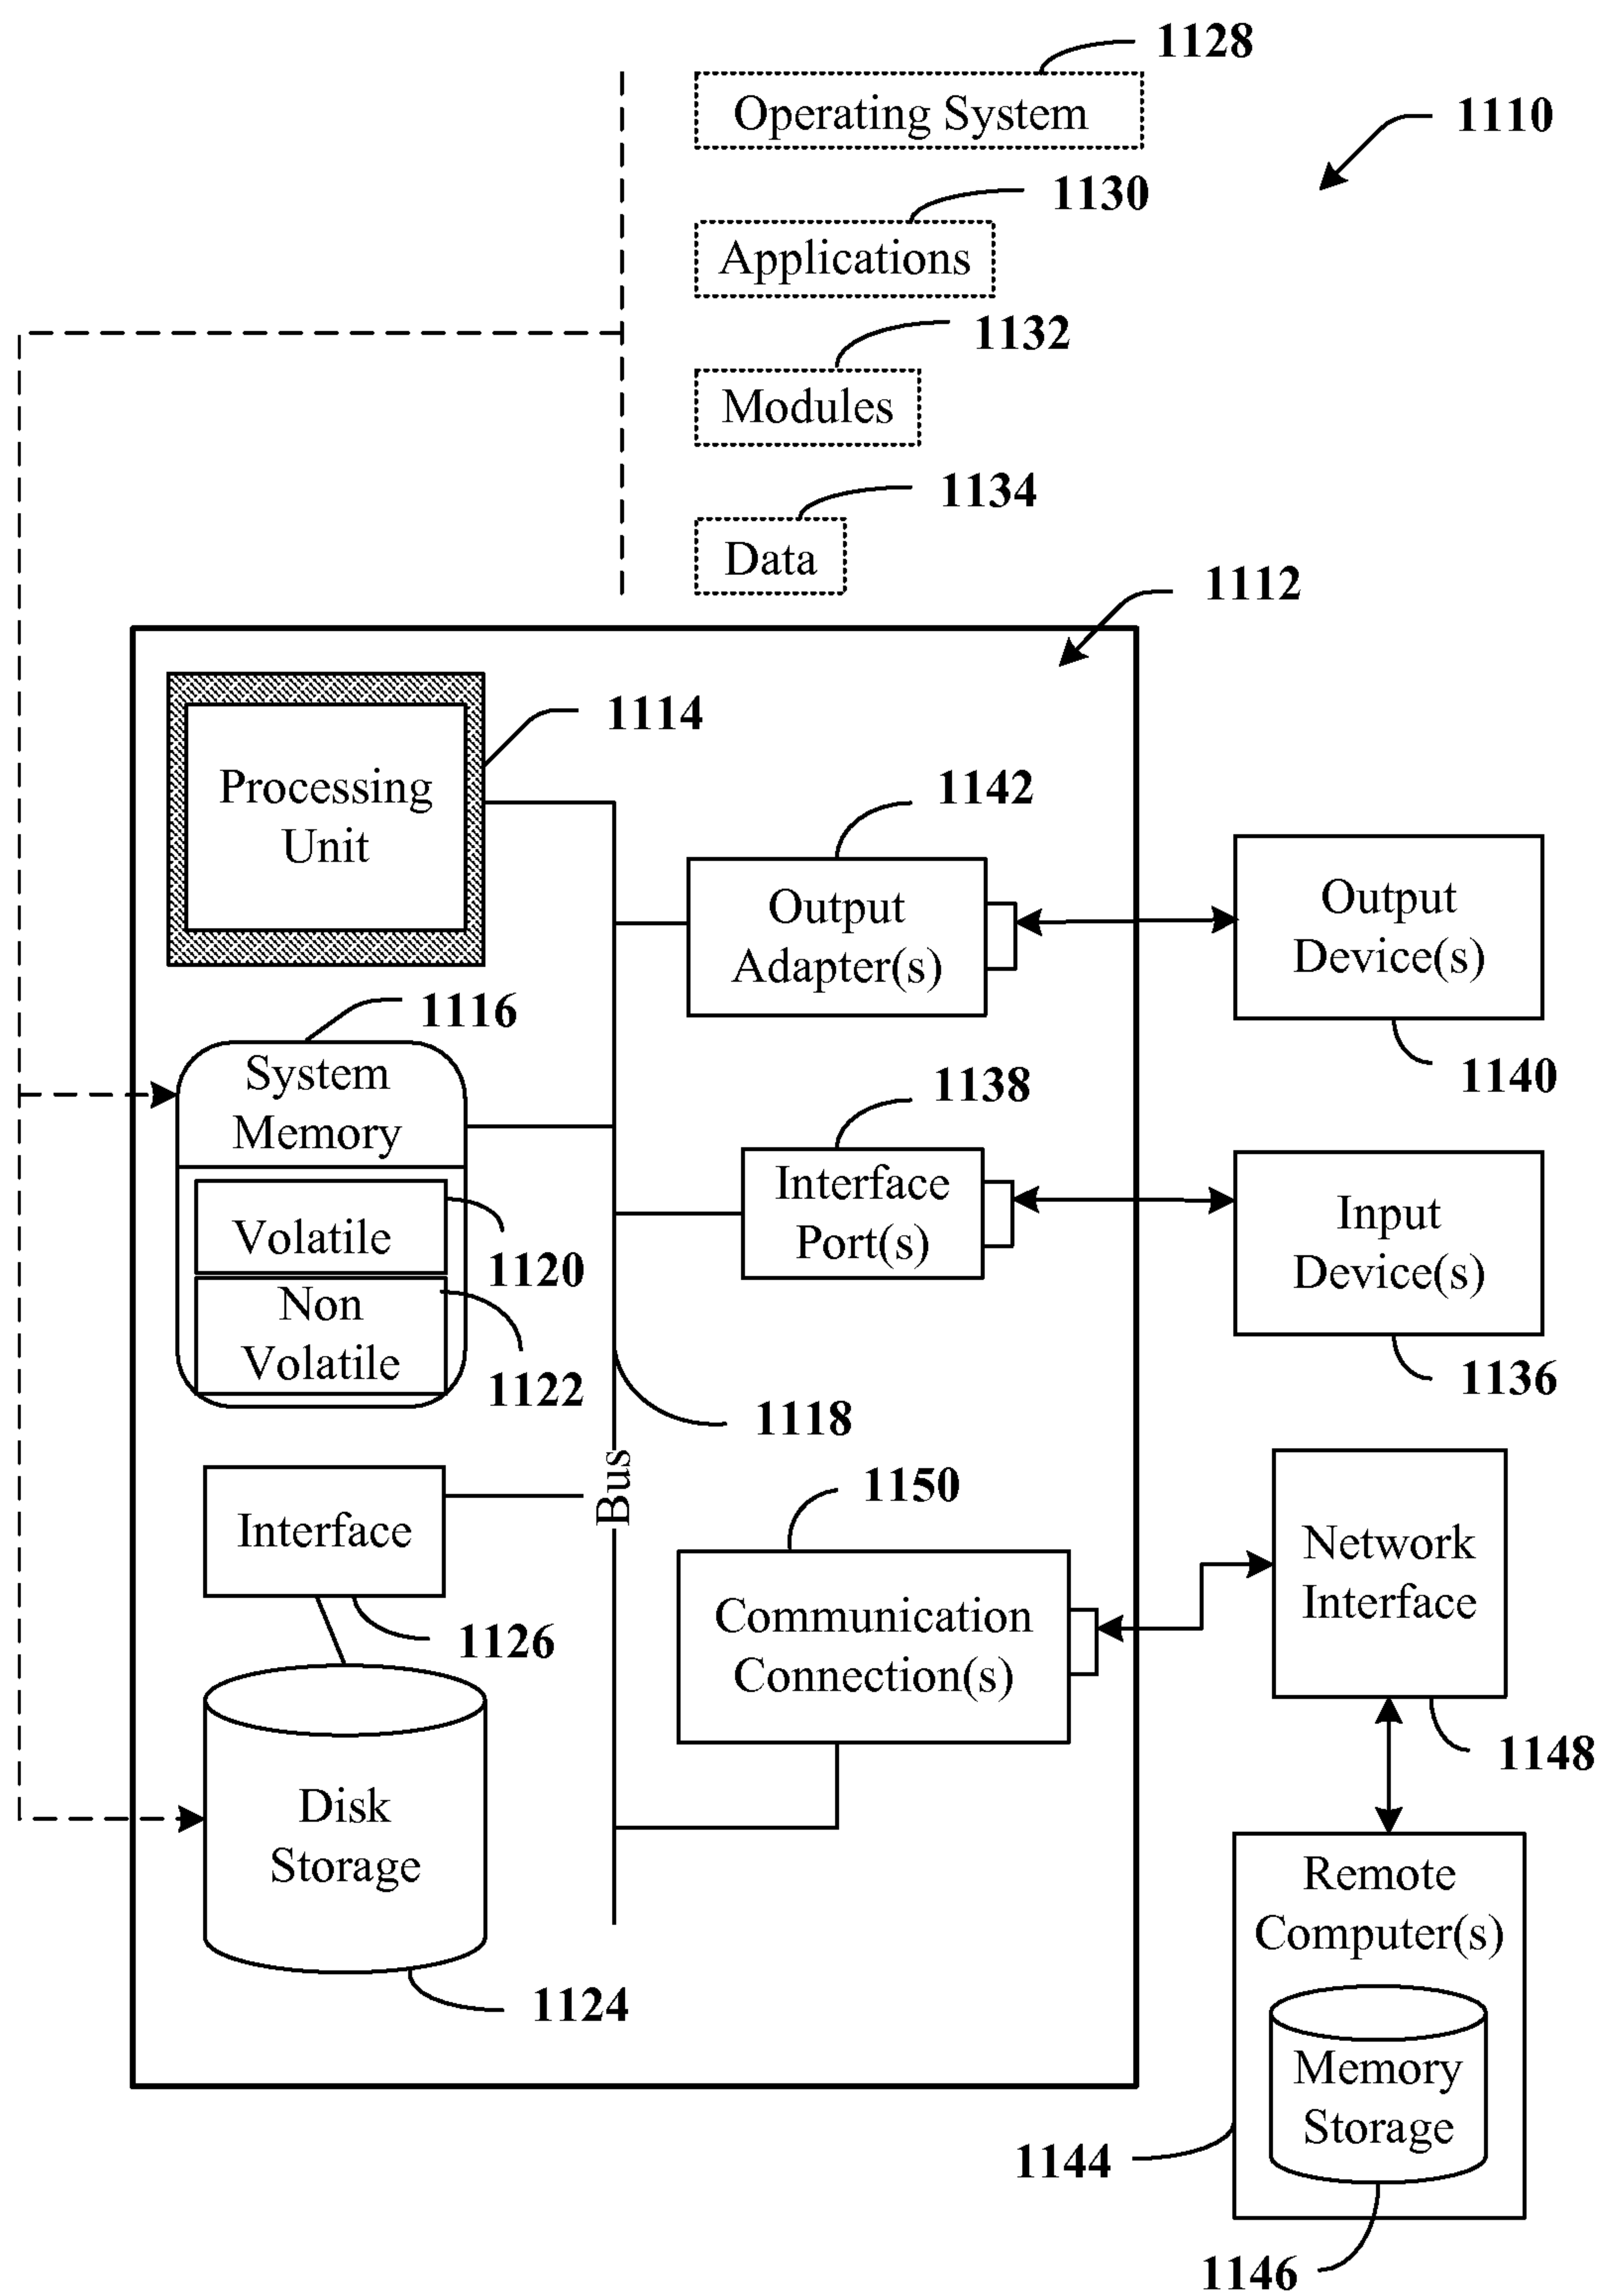 1128
Operating System
1110
1130
Applications
1132
Modules
1134
Data
1112
1114
Processing
Unit
1142
Output
Adapter(s)
Output
Device(s)
1140
1116
System
Memory
Volatile
1120
Non
Volatile
1122
1138
Interface
Port(s)
Input
Device(s)
1136
1118
Bus
Interface
1126
1150
Communication
Connection(s)
Network
Interface
1148
Disk
Storage
1124
Remote
Computer(s)
Memory
Storage
1144
1146